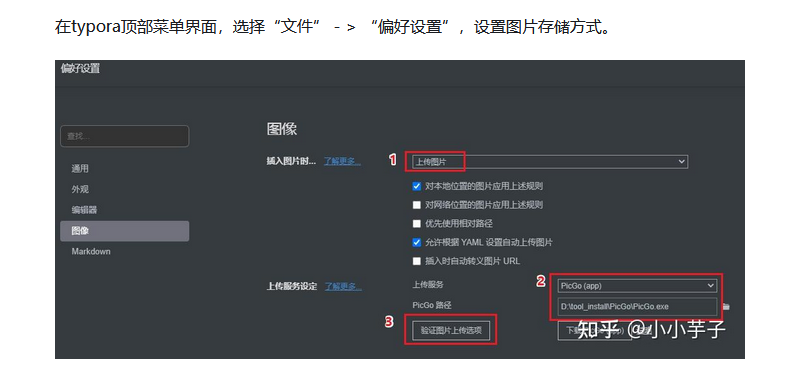 在typora顶部菜单界面，选择“文件” - > “偏好设置”，设置图片存储方式。
偏好设置
图像
查找...
插入图片时... 了解更多... 1 上传图片
通用
对本地位置的图片应用上述规则
外观
对网络位置的图片应用上述规则
编辑器
优先使用相对路径
图像
允许根据 YAML 设置自动上传图片
Markdown
插入时自动转义图片 URL
上传服务设定 了解更多... 上传服务 2 PicGo (app)
PicGo 路径 D:\tool_install\PicGo\PicGo.exe
3 验证图片上传选项
知乎 @小小芋子